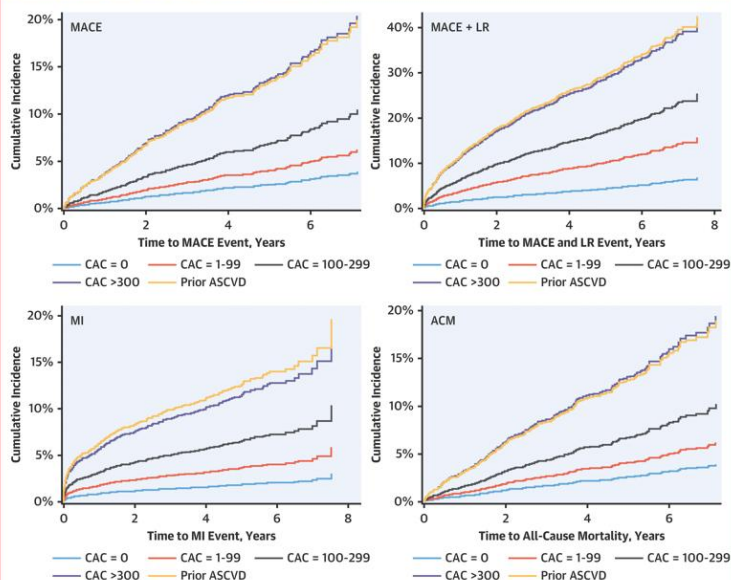 MACE
20%
15%
10%
5%
0%
Cumulative Incidence
0 2 4 6
Time to MACE Event, Years
CAC = 0 CAC = 1-99 CAC = 100-299
CAC >300 Prior ASCVD
MACE + LR
40%
30%
20%
10%
0%
Cumulative Incidence
0 2 4 6 8
Time to MACE and LR Event, Years
CAC = 0 CAC = 1-99 CAC = 100-299
CAC >300 Prior ASCVD
MI
20%
15%
10%
5%
0%
Cumulative Incidence
0 2 4 6 8
Time to MI Event, Years
CAC = 0 CAC = 1-99 CAC = 100-299
CAC >300 Prior ASCVD
ACM
20%
15%
10%
5%
0%
Cumulative Incidence
0 2 4 6
Time to All-Cause Mortality, Years
CAC = 0 CAC = 1-99 CAC = 100-299
CAC >300 Prior ASCVD